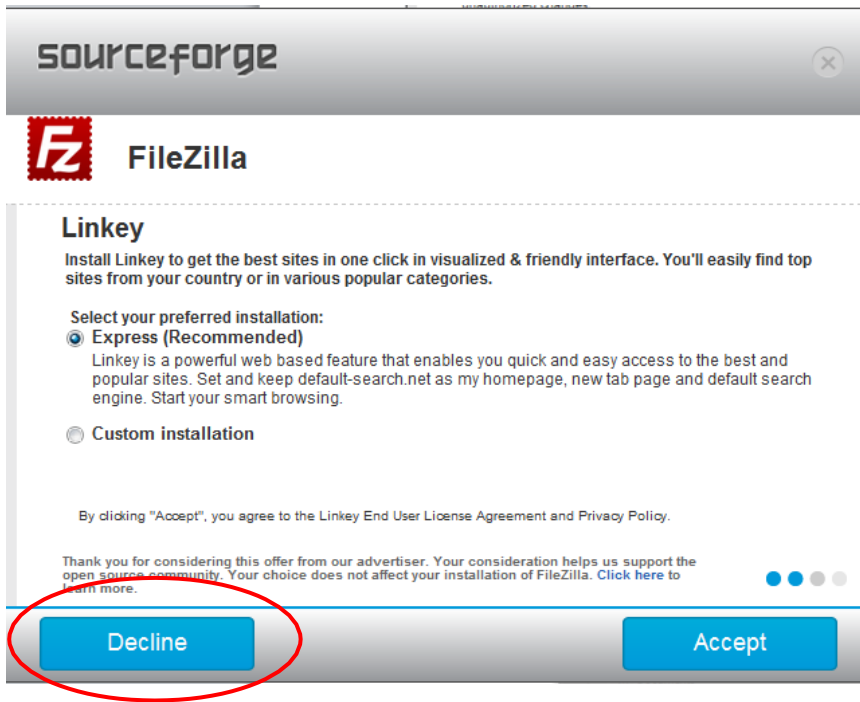 sourceforge
Fz
FileZilla
Linkey
Install Linkey to get the best sites in one click in visualized & friendly interface. You'll easily find top
sites from your country or in various popular categories.
Select your preferred installation:
Express (Recommended)
Linkey is a powerful web based feature that enables you quick and easy access to the best and
popular sites. Set and keep default-search.net as my homepage, new tab page and default search
engine. Start your smart browsing.
Custom installation
By clicking "Accept", you agree to the Linkey End User License Agreement and Privacy Policy.
Thank you for considering this offer from our advertiser. Your consideration helps us support the
open source community. Your choice does not affect your installation of FileZilla. Click here to
learn more.
Decline
Accept